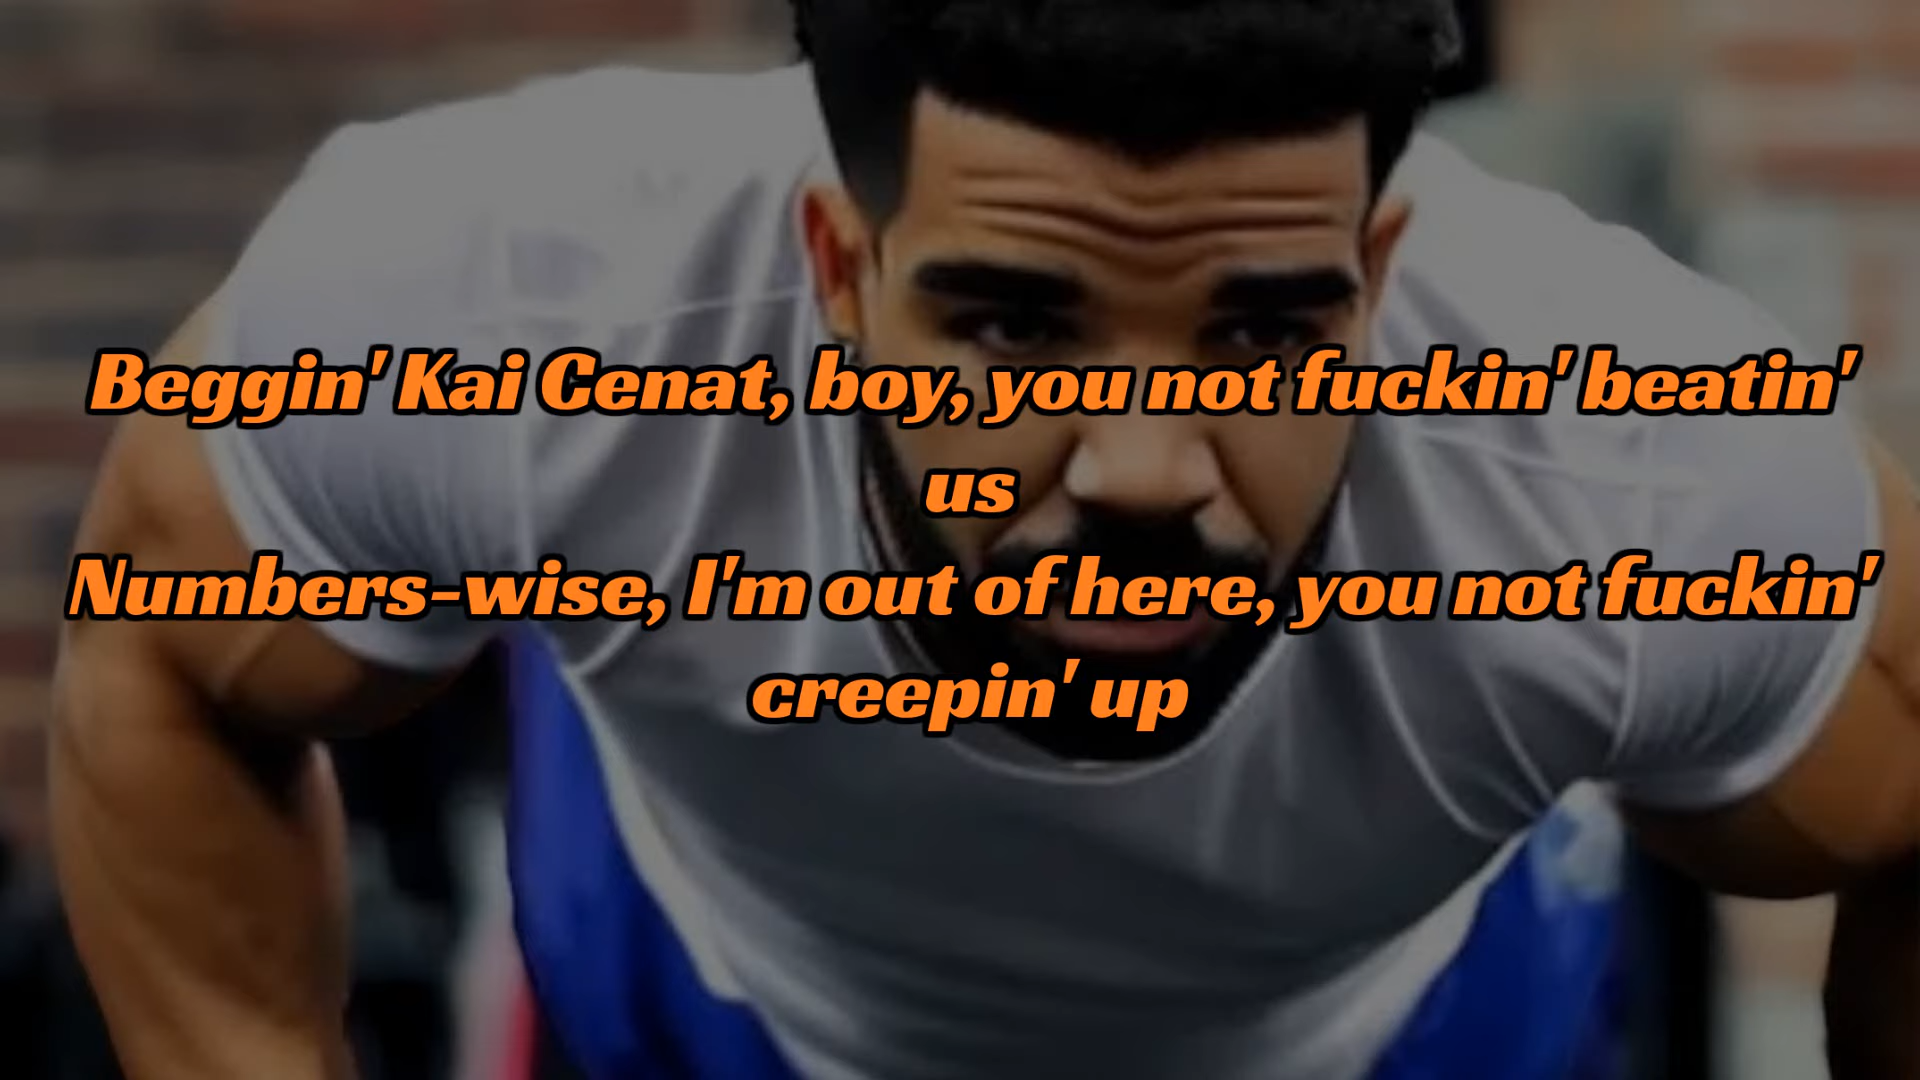 Beggin' Kai Cenat, boy, you not fuckin' beatin'
us
Numbers-wise, I'm out of here, you not fuckin'
creepin' up